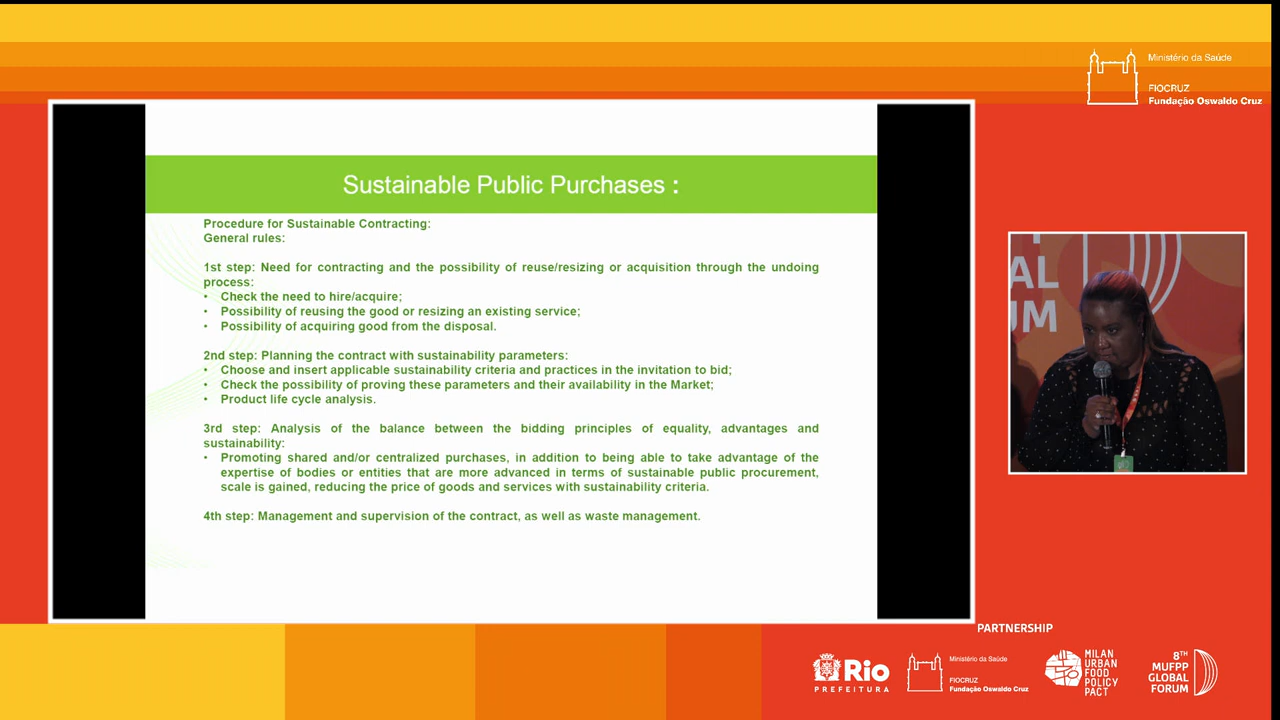 Ministério da Saúde
FIOCRUZ
Fundação Oswaldo Cruz
Sustainable Public Purchases :
Procedure for Sustainable Contracting:
General rules:
1st step: Need for contracting and the possibility of reuse/resizing or acquisition through the undoing
process:
• Check the need to hire/acquire;
• Possibility of reusing the good or resizing an existing service;
• Possibility of acquiring good from the disposal.
2nd step: Planning the contract with sustainability parameters:
• Choose and insert applicable sustainability criteria and practices in the invitation to bid;
• Check the possibility of proving these parameters and their availability in the Market;
• Product life cycle analysis.
3rd step: Analysis of the balance between the bidding principles of equality, advantages and
sustainability:
• Promoting shared and/or centralized purchases, in addition to being able to take advantage of the
expertise of bodies or entities that are more advanced in terms of sustainable public procurement,
scale is gained, reducing the price of goods and services with sustainability criteria.
4th step: Management and supervision of the contract, as well as waste management.
AL
UM
PARTNERSHIP
Rio
PREFEITURA
Ministério da Saúde
FIOCRUZ
Fundação Oswaldo Cruz
MILAN
URBAN
FOOD
POLICY
PACT
8TH
MUFPP
GLOBAL
FORUM